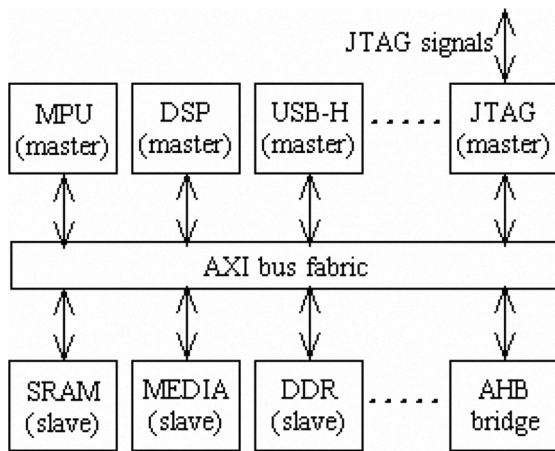 JTAG signals
MPU DSP USB-H JTAG
(master) (master) (master) ..... (master)
AXI bus fabric
SRAM MEDIA DDR AHB
(slave) (slave) (slave) ..... bridge